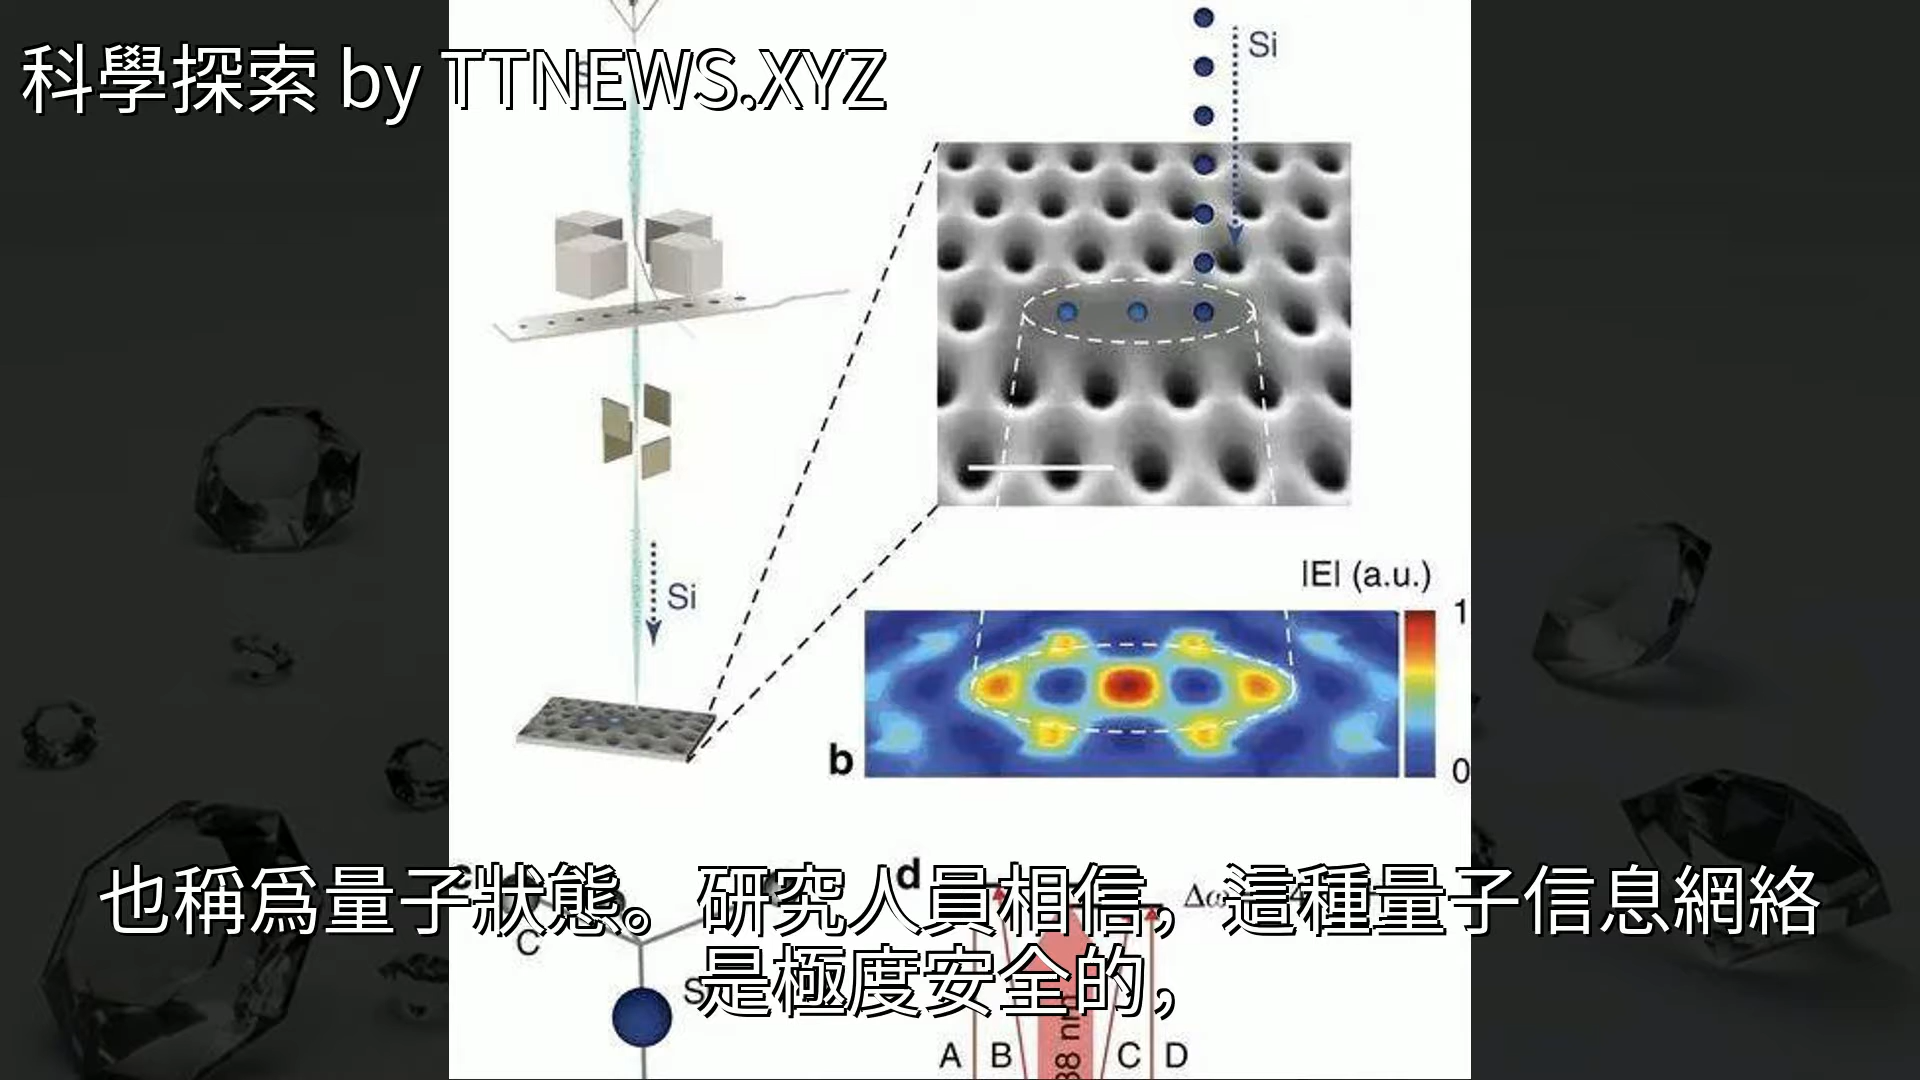 科學探索 by TTNEWS.XYZ
Si
Si
|E| (a.u.)
1
0
b
d
也稱爲量子狀態。研究人員相信，這種量子信息網絡
是極度安全的，
C
A B C D